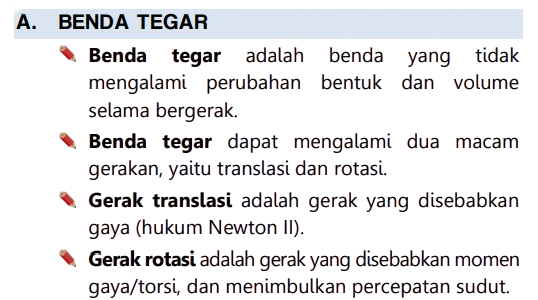 A. BENDA TEGAR
Benda tegar adalah benda yang tidak
mengalami perubahan bentuk dan volume
selama bergerak.
Benda tegar dapat mengalami dua macam
gerakan, yaitu translasi dan rotasi.
Gerak translasi adalah gerak yang disebabkan
gaya (hukum Newton II).
Gerak rotasi adalah gerak yang disebabkan momen
gaya/torsi, dan menimbulkan percepatan sudut.